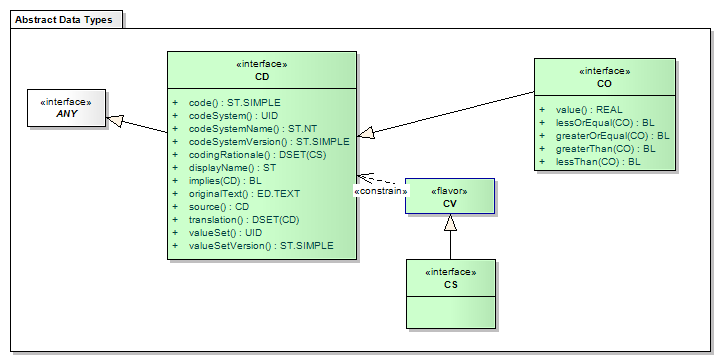 Abstract Data Types
«interface»
ANY
«interface»
CD
+ code() : ST.SIMPLE
+ codeSystem() : UID
+ codeSystemName() : ST.NT
+ codeSystemVersion() : ST.SIMPLE
+ codingRationale() : DSET(CS)
+ displayName() : ST
+ implies(CD) : BL
+ originalText() : ED.TEXT
+ source() : CD
+ translation() : DSET(CD)
+ valueSet() : UID
+ valueSetVersion() : ST.SIMPLE
«interface»
CO
+ value() : REAL
+ lessOrEqual(CO) : BL
+ greaterOrEqual(CO) : BL
+ greaterThan(CO) : BL
+ lessThan(CO) : BL
«constrain»
«flavor»
CV
«interface»
CS